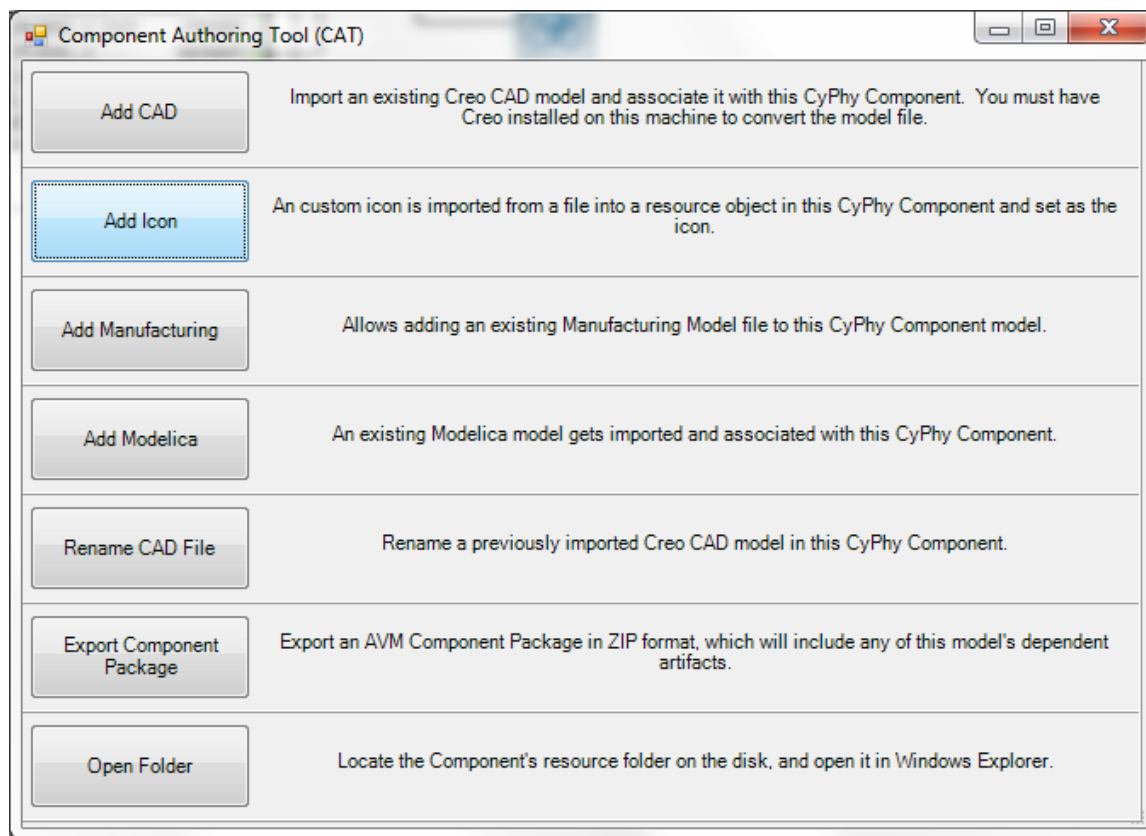 Component Authoring Tool (CAT)
Add CAD
Import an existing Creo CAD model and associate it with this CyPhy Component.  You must have
Creo installed on this machine to convert the model file.
Add Icon
An custom icon is imported from a file into a resource object in this CyPhy Component and set as the
icon.
Add Manufacturing
Allows adding an existing Manufacturing Model file to this CyPhy Component model.
Add Modelica
An existing Modelica model gets imported and associated with this CyPhy Component.
Rename CAD File
Rename a previously imported Creo CAD model in this CyPhy Component.
Export Component
Package
Export an AVM Component Package in ZIP format, which will include any of this model's dependent
artifacts.
Open Folder
Locate the Component's resource folder on the disk, and open it in Windows Explorer.